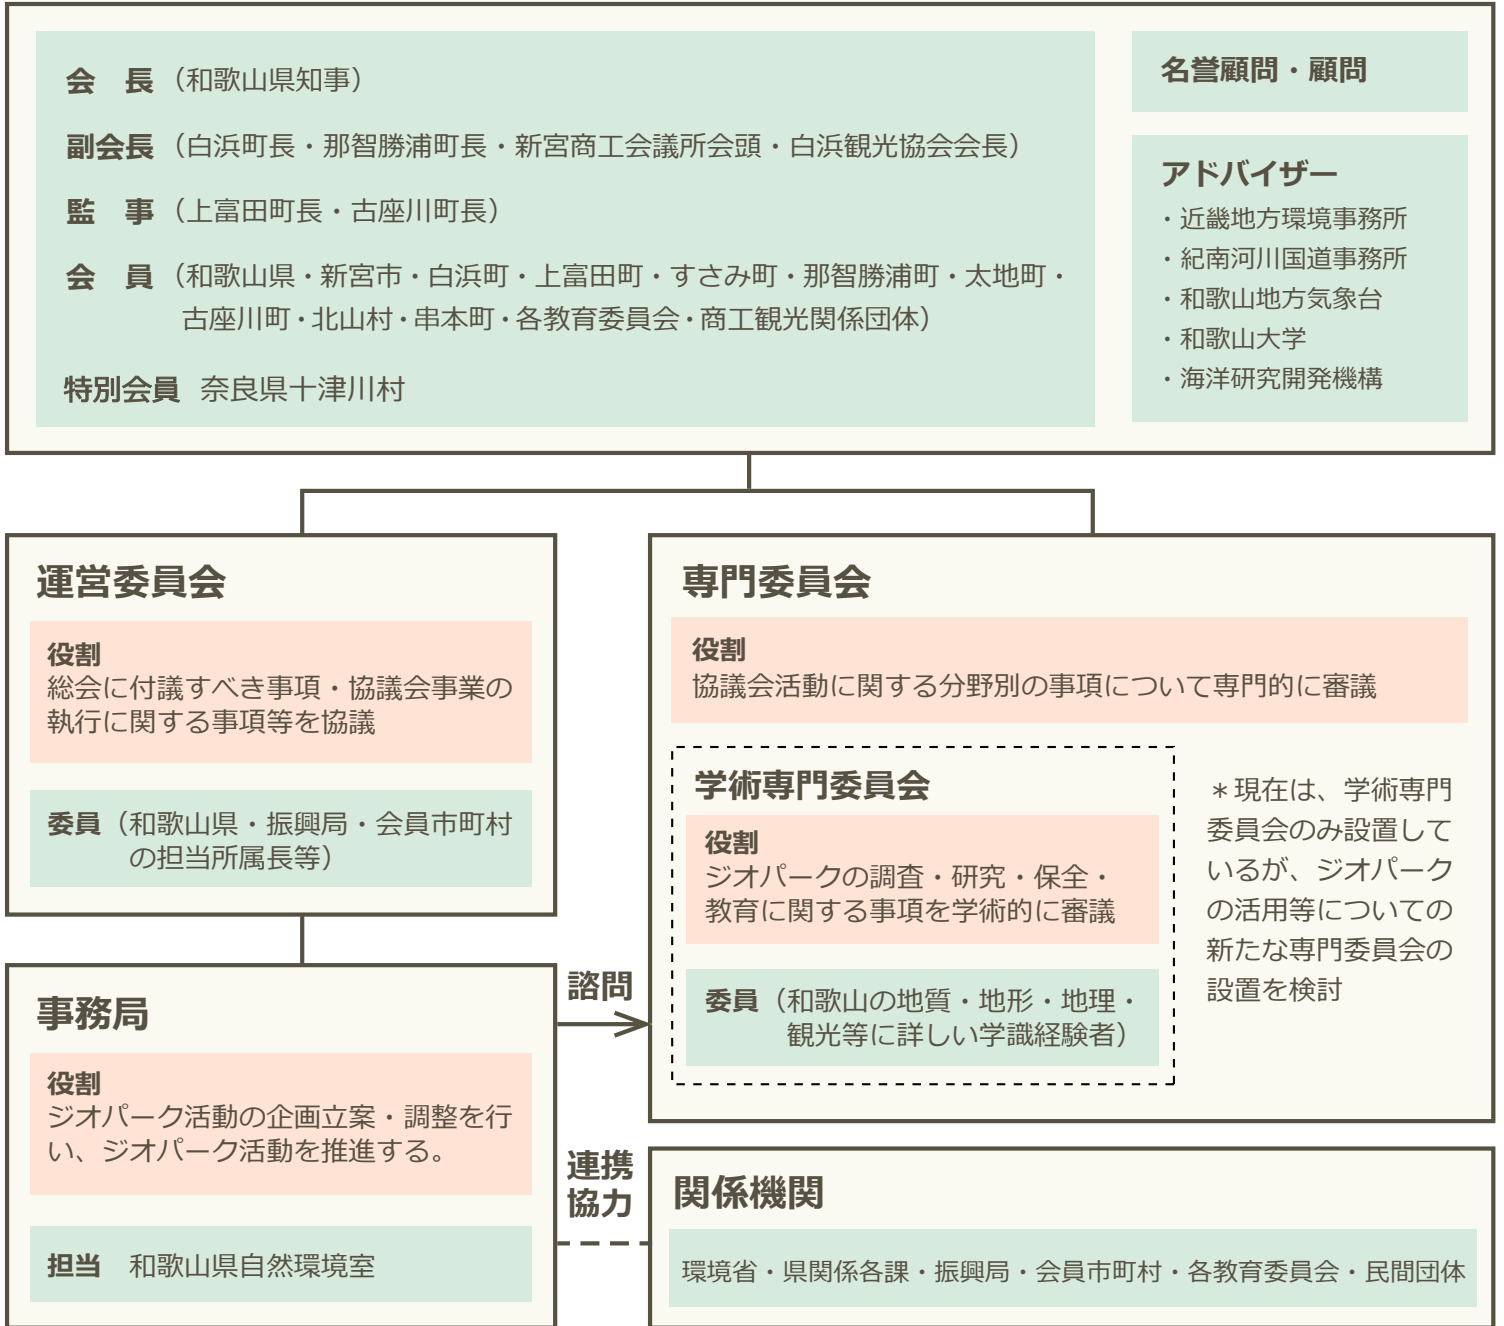 会　長（和歌山県知事）
副会長（白浜町長・那智勝浦町長・新宮商工会議所会頭・白浜観光協会会長）
監　事（上富田町長・古座川町長）
会　員（和歌山県・新宮市・白浜町・上富田町・すさみ町・那智勝浦町・太地町・
古座川町・北山村・串本町・各教育委員会・商工観光関係団体）
特別会員　奈良県十津川村
名誉顧問・顧問
アドバイザー
・近畿地方環境事務所
・紀南河川国道事務所
・和歌山地方気象台
・和歌山大学
・海洋研究開発機構
運営委員会
役割
総会に付議すべき事項・協議会事業の
執行に関する事項等を協議
委員（和歌山県・振興局・会員市町村
の担当所属長等）
事務局
役割
ジオパーク活動の企画立案・調整を行
い、ジオパーク活動を推進する。
担当　和歌山県自然環境室
諮問
連携
協力
専門委員会
役割
協議会活動に関する分野別の事項について専門的に審議
学術専門委員会
役割
ジオパークの調査・研究・保全・
教育に関する事項を学術的に審議
委員（和歌山の地質・地形・地理・
観光等に詳しい学識経験者）
＊現在は、学術専門
委員会のみ設置して
いるが、ジオパーク
の活用等についての
新たな専門委員会の
設置を検討
関係機関
環境省・県関係各課・振興局・会員市町村・各教育委員会・民間団体